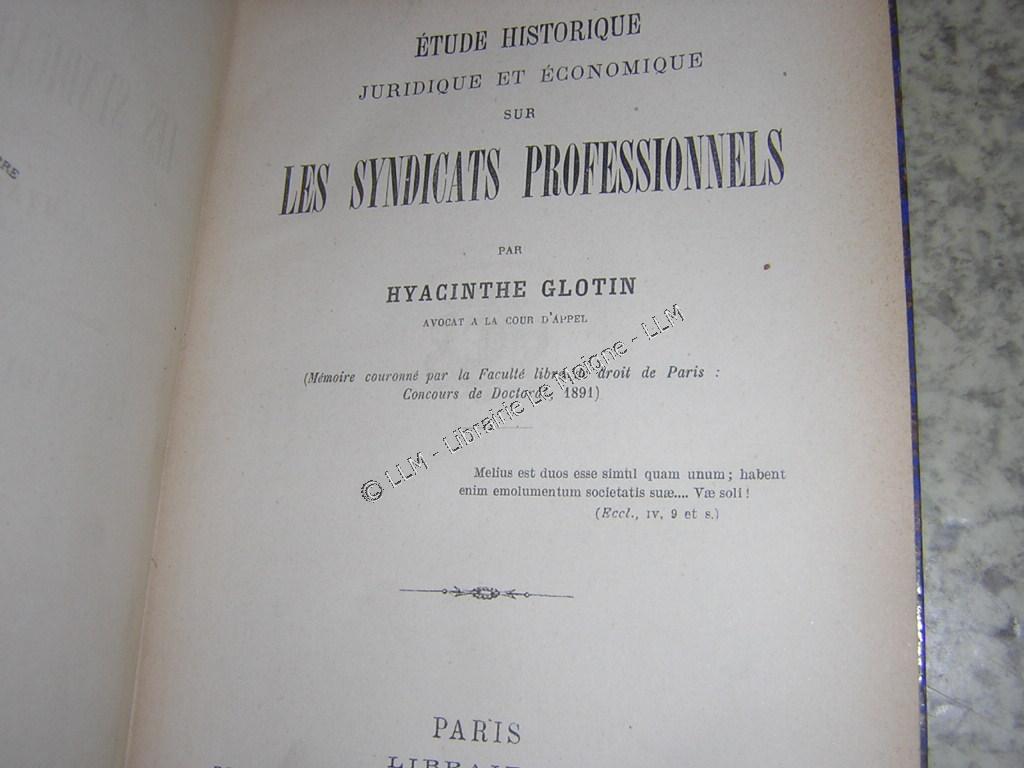 ÉTUDE HISTORIQUE
JURIDIQUE ET ÉCONOMIQUE
SUR
LES SYNDICATS PROFESSIONNELS
PAR
HYACINTHE GLOTIN
AVOCAT A LA COUR D'APPEL
(Mémoire couronné par la Faculté libre de droit de Paris :
Concours de Doctorat, 1891)
© LLM - Librairie Le Moigne - LLM
Melius est duos esse simul quam unum ; habent
enim emolumentum societatis suæ.... Væ soli !
(Eccl., IV, 9 et s.)
PARIS